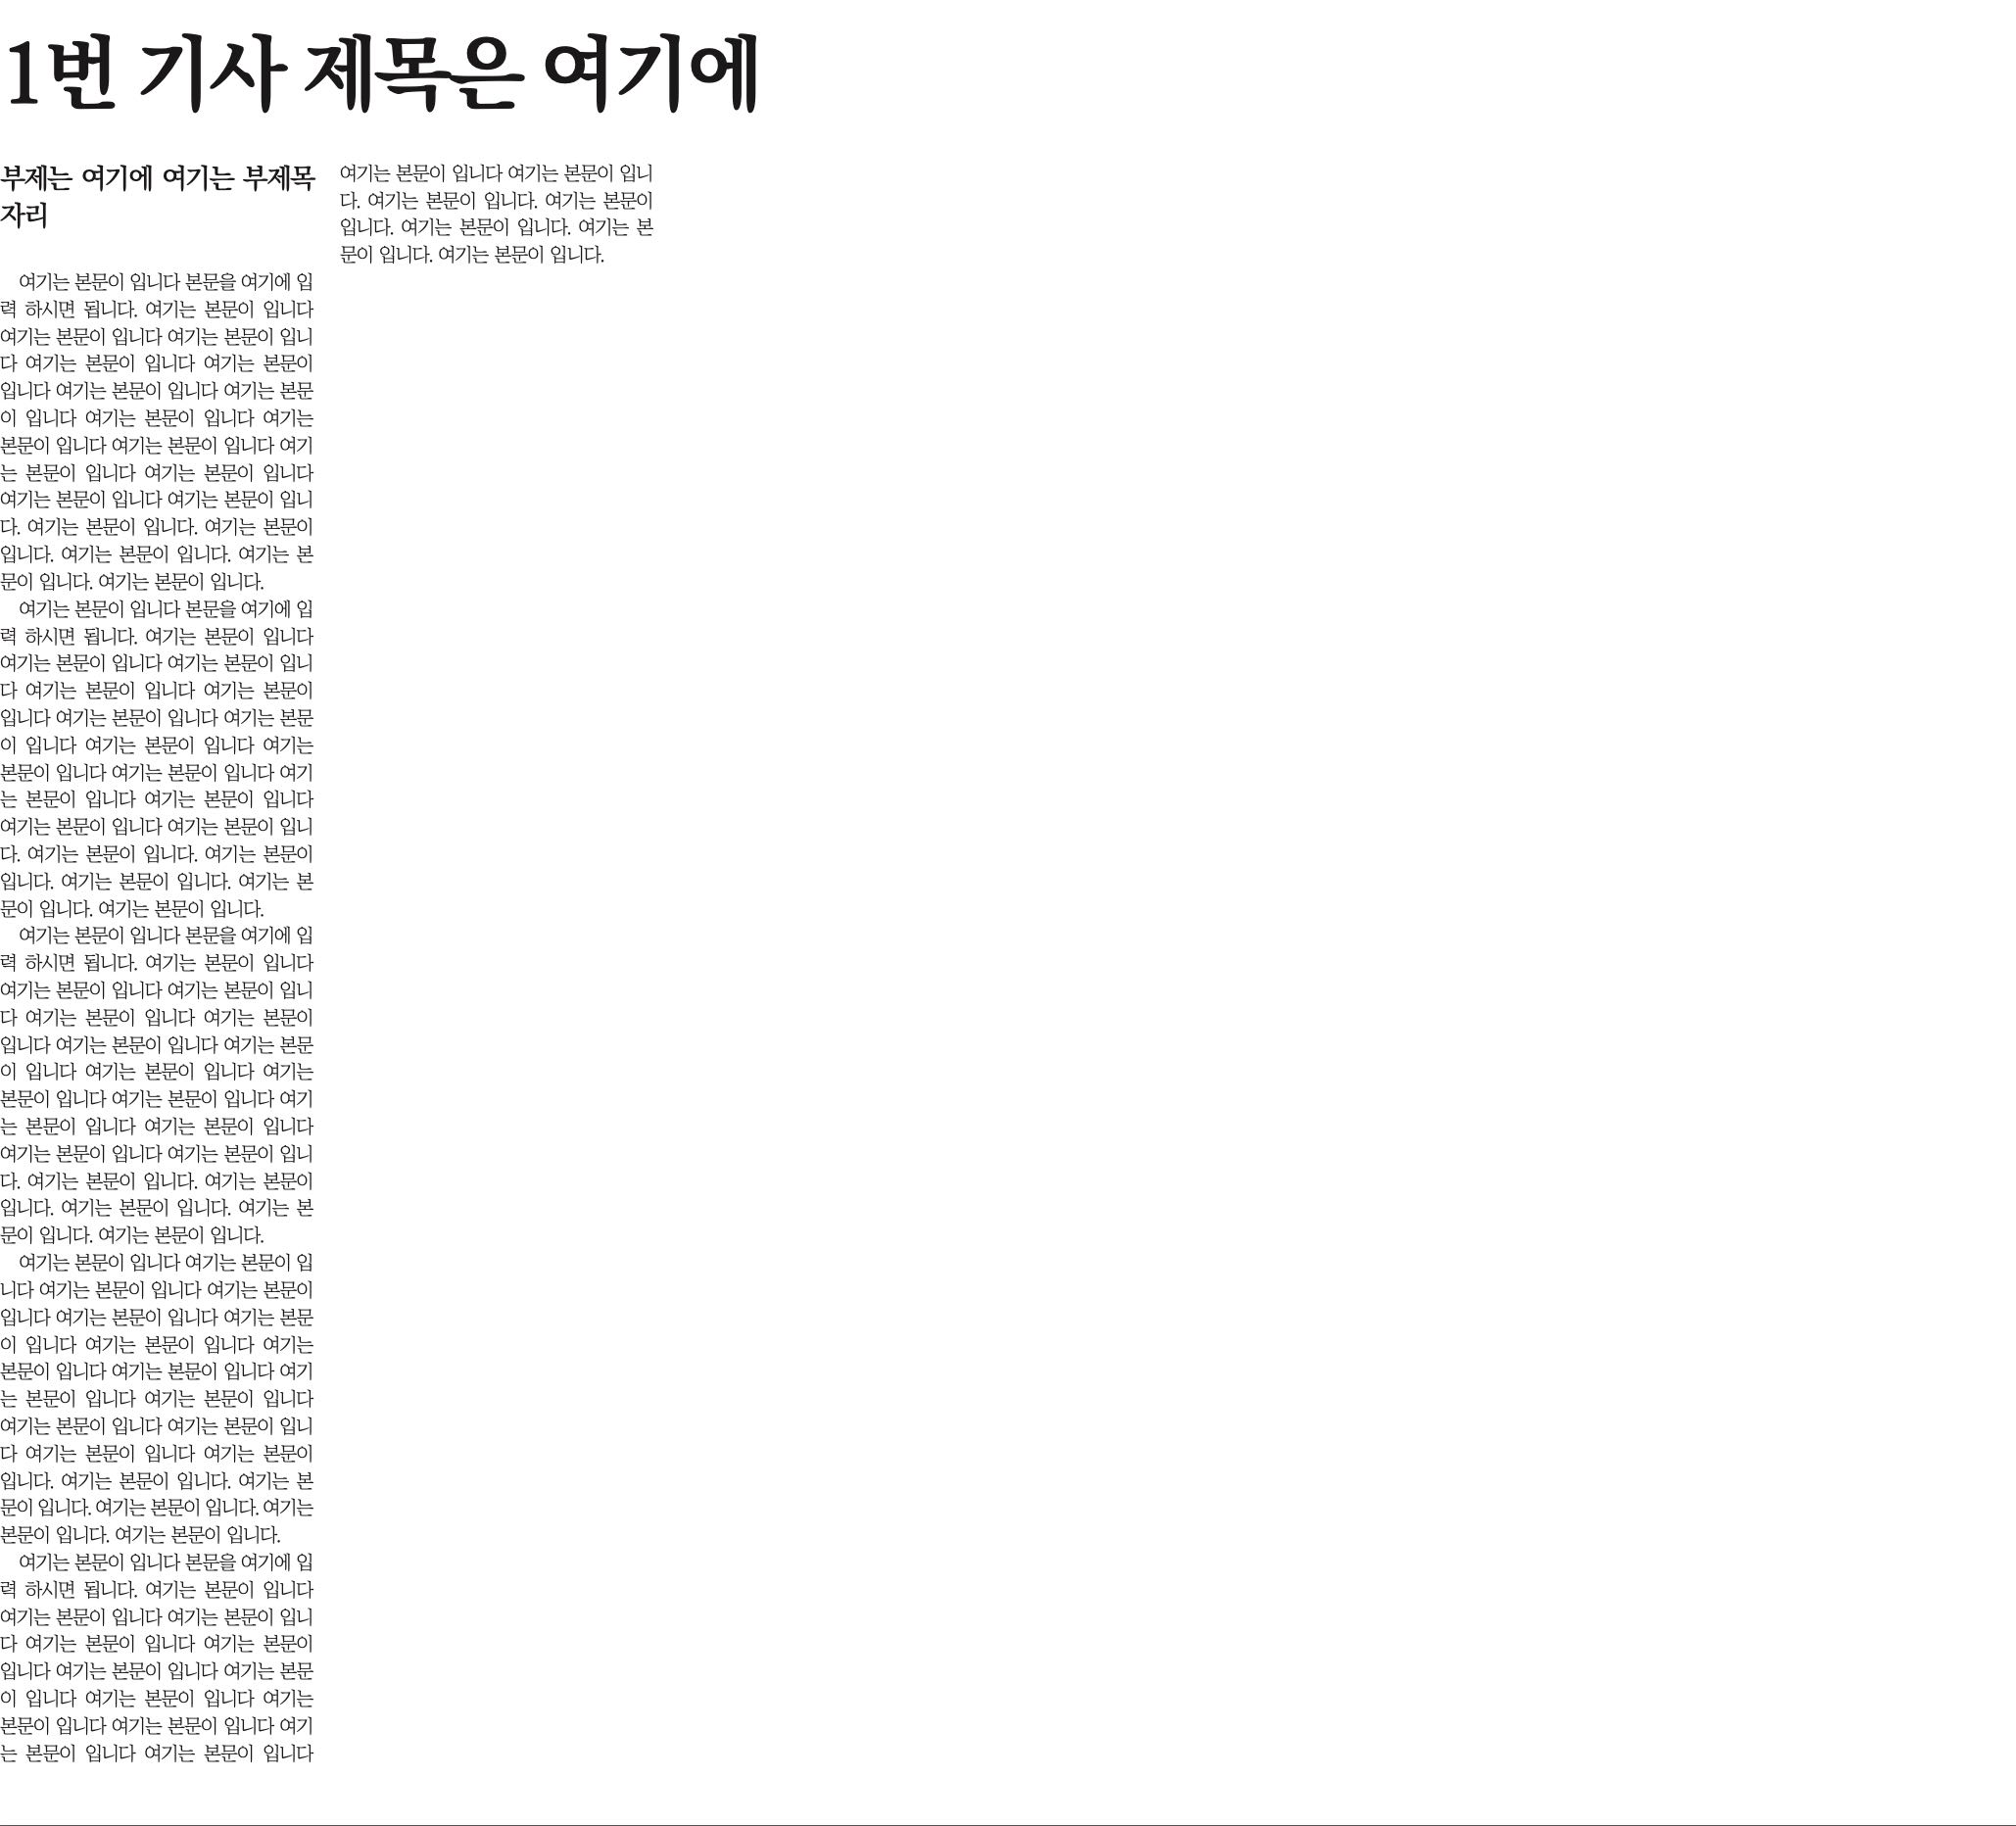 1번 기사 제목은 여기에
부제는 여기에 여기는 부제목
자리
여기는 본문이 입니다 본문을 여기에 입
력 하시면 됩니다. 여기는 본문이 입니다
여기는 본문이 입니다 여기는 본문이 입니
다 여기는 본문이 입니다 여기는 본문이
입니다 여기는 본문이 입니다 여기는 본문
이 입니다 여기는 본문이 입니다 여기는
본문이 입니다 여기는 본문이 입니다 여기
는 본문이 입니다 여기는 본문이 입니다
여기는 본문이 입니다 여기는 본문이 입니
다. 여기는 본문이 입니다. 여기는 본문이
입니다. 여기는 본문이 입니다. 여기는 본
문이 입니다. 여기는 본문이 입니다.
여기는 본문이 입니다 본문을 여기에 입
력 하시면 됩니다. 여기는 본문이 입니다
여기는 본문이 입니다 여기는 본문이 입니
다 여기는 본문이 입니다 여기는 본문이
입니다 여기는 본문이 입니다 여기는 본문
이 입니다 여기는 본문이 입니다 여기는
본문이 입니다 여기는 본문이 입니다 여기
는 본문이 입니다 여기는 본문이 입니다
여기는 본문이 입니다 여기는 본문이 입니
다. 여기는 본문이 입니다. 여기는 본문이
입니다. 여기는 본문이 입니다. 여기는 본
문이 입니다. 여기는 본문이 입니다.
여기는 본문이 입니다 본문을 여기에 입
력 하시면 됩니다. 여기는 본문이 입니다
여기는 본문이 입니다 여기는 본문이 입니
다 여기는 본문이 입니다 여기는 본문이
입니다 여기는 본문이 입니다 여기는 본문
이 입니다 여기는 본문이 입니다 여기는
본문이 입니다 여기는 본문이 입니다 여기
는 본문이 입니다 여기는 본문이 입니다
여기는 본문이 입니다 여기는 본문이 입니
다. 여기는 본문이 입니다. 여기는 본문이
입니다. 여기는 본문이 입니다. 여기는 본
문이 입니다. 여기는 본문이 입니다.
여기는 본문이 입니다 여기는 본문이 입
니다 여기는 본문이 입니다 여기는 본문이
입니다 여기는 본문이 입니다 여기는 본문
이 입니다 여기는 본문이 입니다 여기는
본문이 입니다 여기는 본문이 입니다 여기
는 본문이 입니다 여기는 본문이 입니다
여기는 본문이 입니다 여기는 본문이 입니
다 여기는 본문이 입니다 여기는 본문이
입니다. 여기는 본문이 입니다. 여기는 본
문이 입니다. 여기는 본문이 입니다. 여기는
본문이 입니다. 여기는 본문이 입니다.
여기는 본문이 입니다 본문을 여기에 입
력 하시면 됩니다. 여기는 본문이 입니다
여기는 본문이 입니다 여기는 본문이 입니
다 여기는 본문이 입니다 여기는 본문이
입니다 여기는 본문이 입니다 여기는 본문
이 입니다 여기는 본문이 입니다 여기는
본문이 입니다 여기는 본문이 입니다 여기
는 본문이 입니다 여기는 본문이 입니다
여기는 본문이 입니다 여기는 본문이 입니
다. 여기는 본문이 입니다. 여기는 본문이
입니다. 여기는 본문이 입니다. 여기는 본
문이 입니다. 여기는 본문이 입니다.